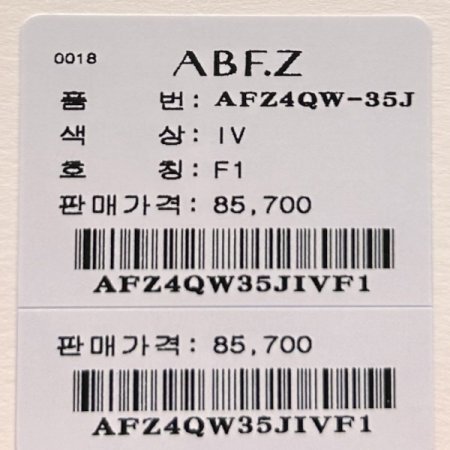 0018 ABF.Z
품 번: AFZ4QW-35J
색 상: IV
호 칭: F1
판매가격: 85,700
AFZ4QW35JIVF1
판매가격: 85,700
AFZ4QW35JIVF1